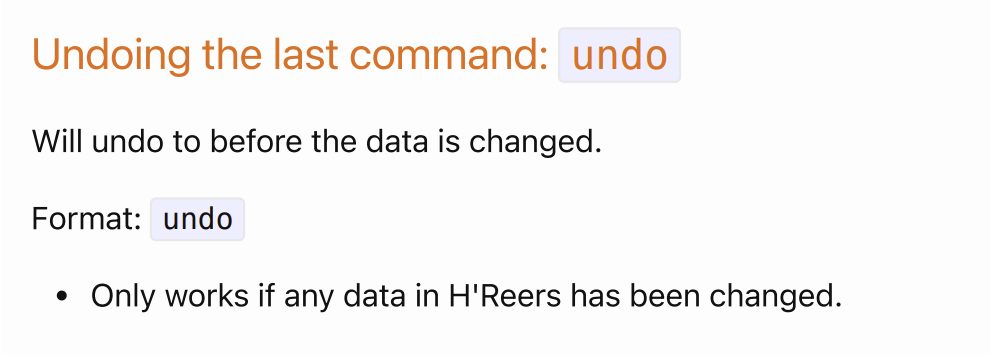 Undoing the last command: undo
Will undo to before the data is changed.
Format: undo
• Only works if any data in H'Reers has been changed.